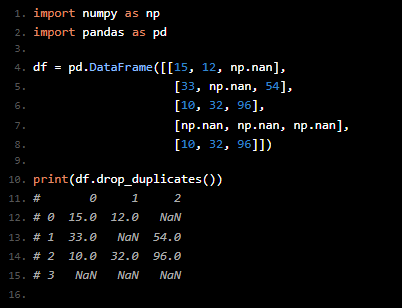 1. import numpy as np
2. import pandas as pd
3.
4. df = pd.DataFrame([[15, 12, np.nan],
5.                    [33, np.nan, 54],
6.                    [10, 32, 96],
7.                    [np.nan, np.nan, np.nan],
8.                    [10, 32, 96]])
9.
10. print(df.drop_duplicates())
11. #       0     1     2
12. # 0  15.0  12.0   NaN
13. # 1  33.0   NaN  54.0
14. # 2  10.0  32.0  96.0
15. # 3   NaN   NaN   NaN
16.